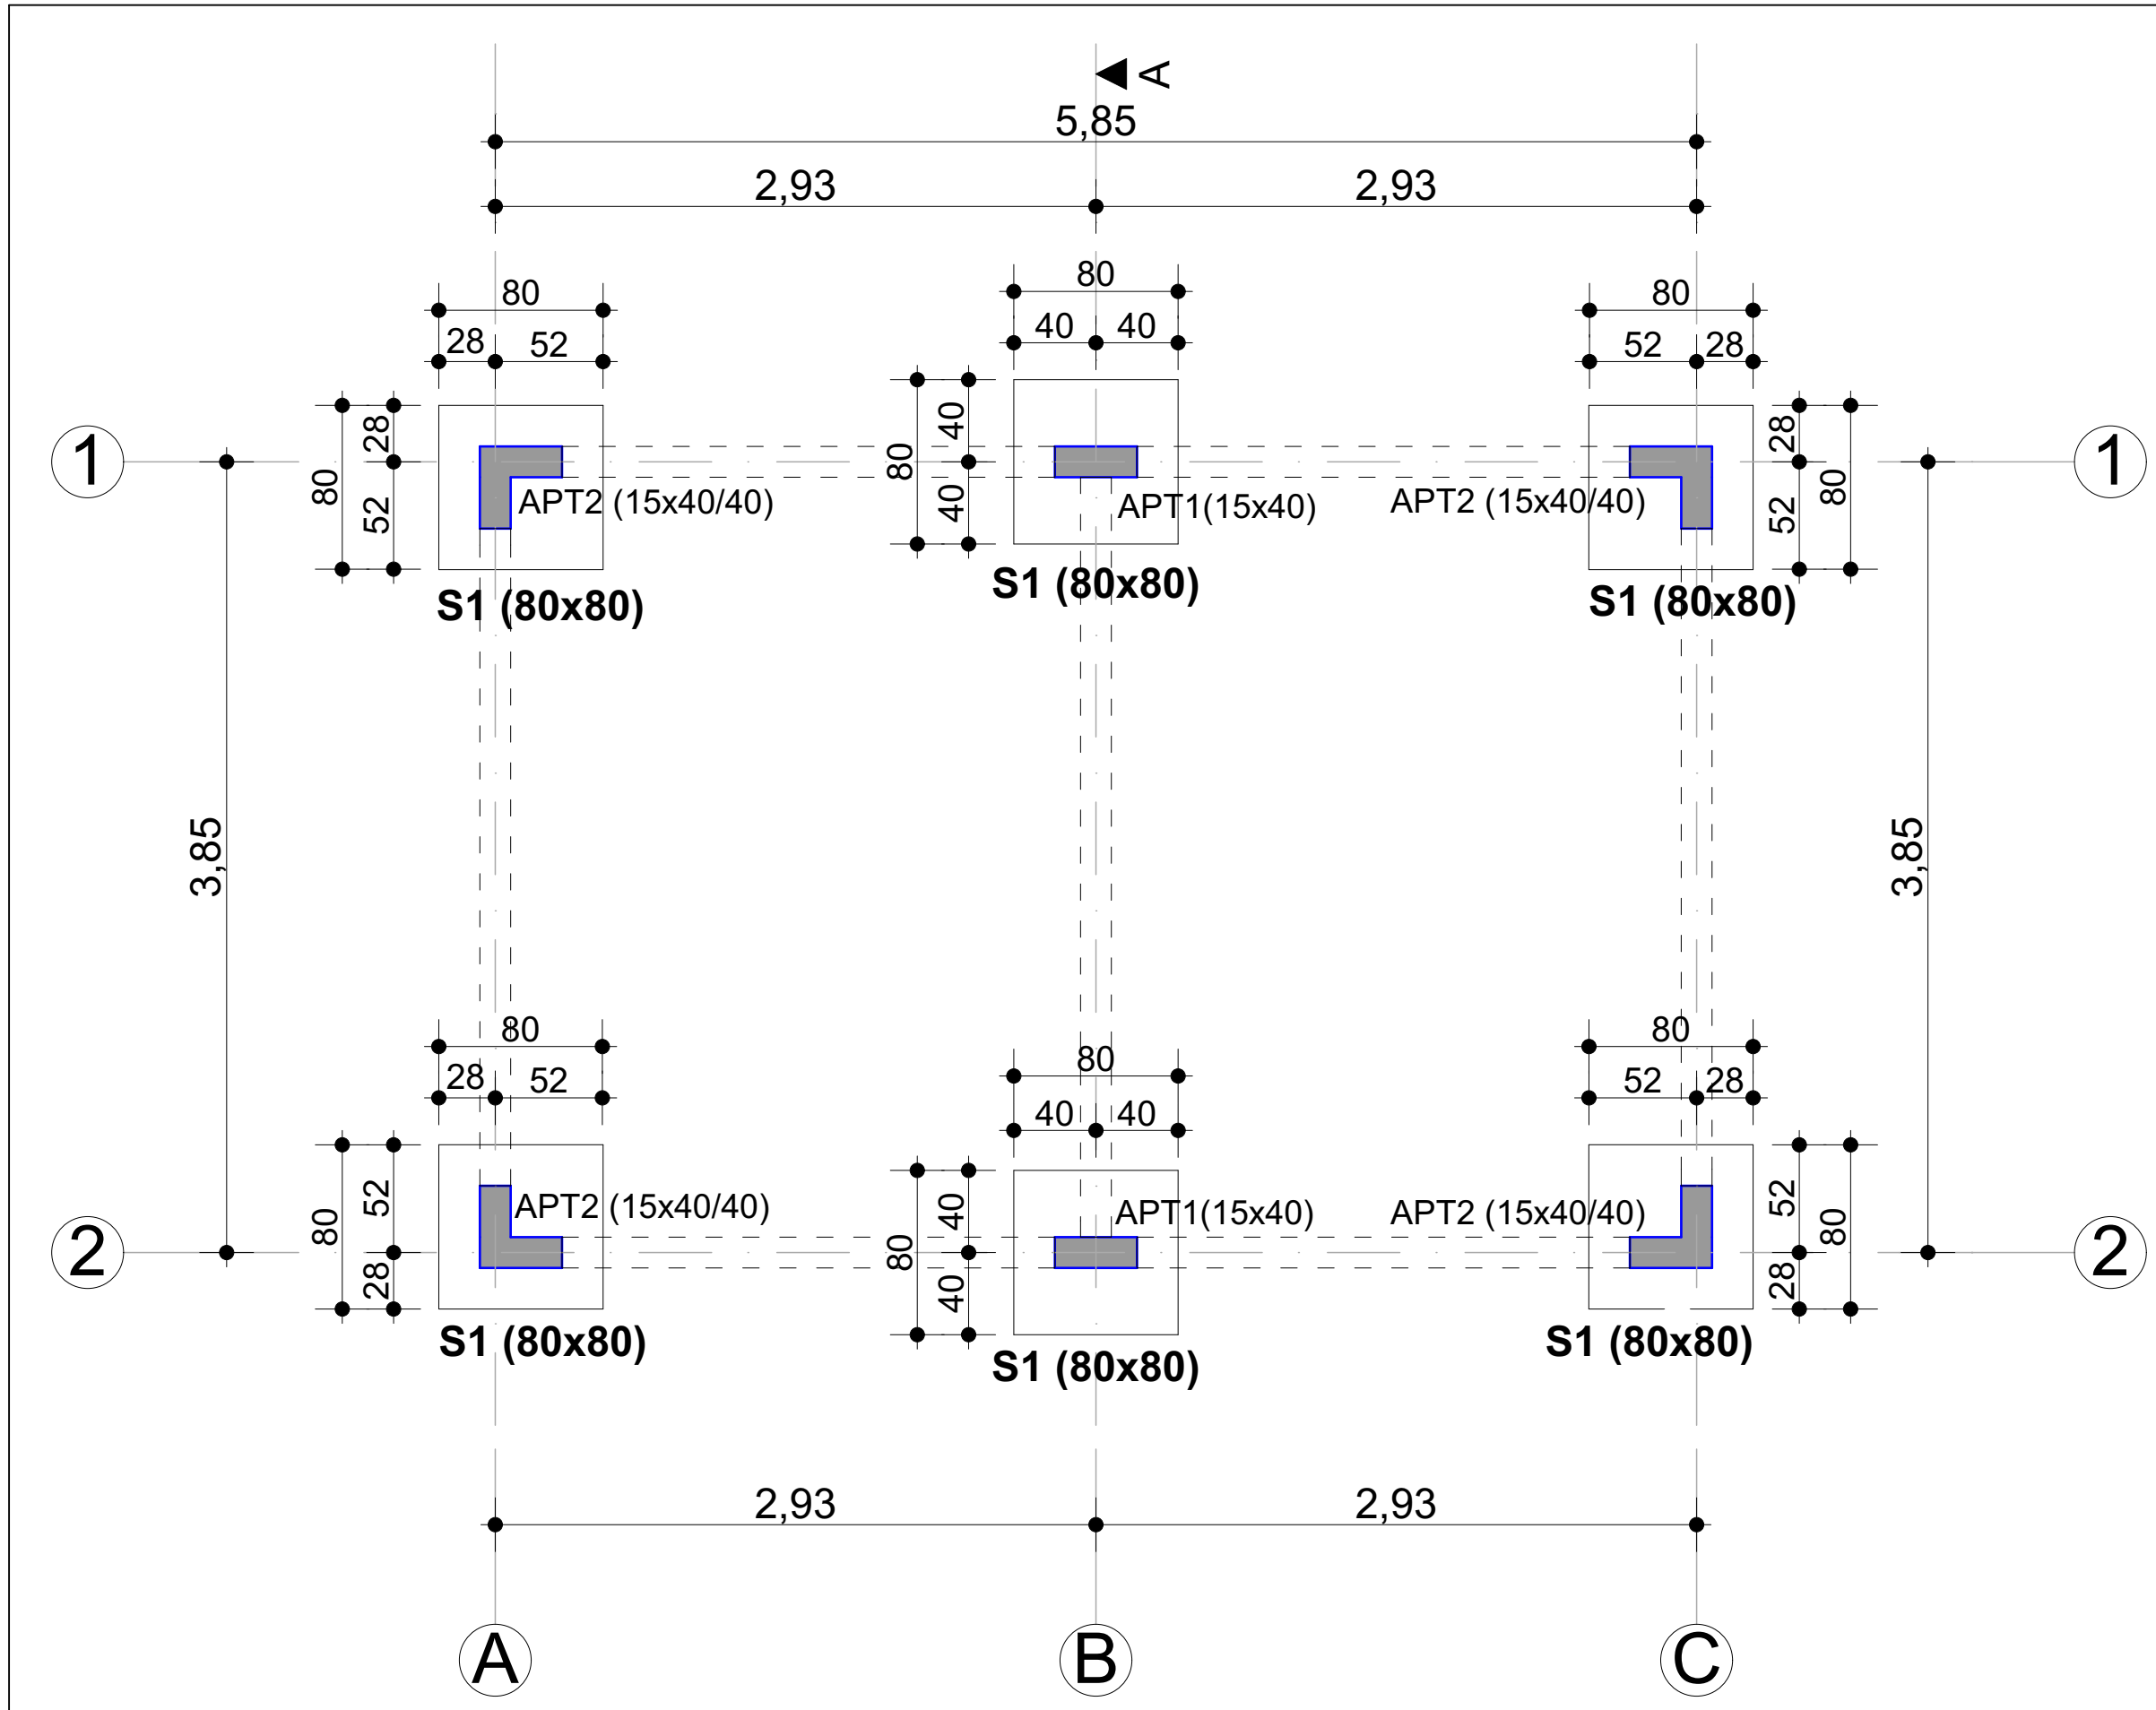 A
5,85
2,93 2,93
80 80 80
28 52 40 40 52 28
1 80 28 52 80 40 40 28 52 80 1
APT2 (15x40/40) APT1(15x40) APT2 (15x40/40)
S1 (80x80) S1 (80x80) S1 (80x80)
3,85 3,85
80 80 80
28 52 40 40 52 28
APT2 (15x40/40) APT1(15x40) APT2 (15x40/40)
2 80 52 28 80 40 40 52 28 80 2
S1 (80x80) S1 (80x80) S1 (80x80)
2,93 2,93
A B C